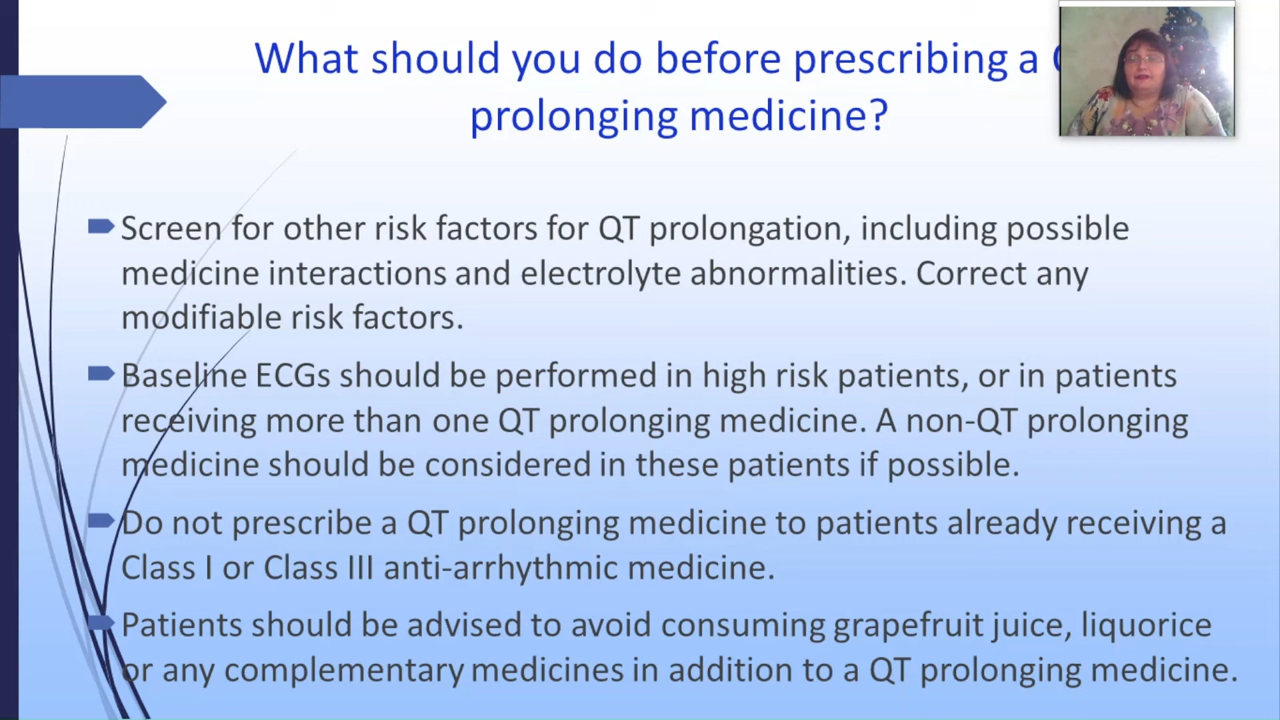 What should you do before prescribing a
prolonging medicine?
Screen for other risk factors for QT prolongation, including possible
medicine interactions and electrolyte abnormalities. Correct any
modifiable risk factors.
Baseline ECGs should be performed in high risk patients, or in patients
receiving more than one QT prolonging medicine. A non-QT prolonging
medicine should be considered in these patients if possible.
Do not prescribe a QT prolonging medicine to patients already receiving a
Class I or Class III anti-arrhythmic medicine.
Patients should be advised to avoid consuming grapefruit juice, liquorice
or any complementary medicines in addition to a QT prolonging medicine.